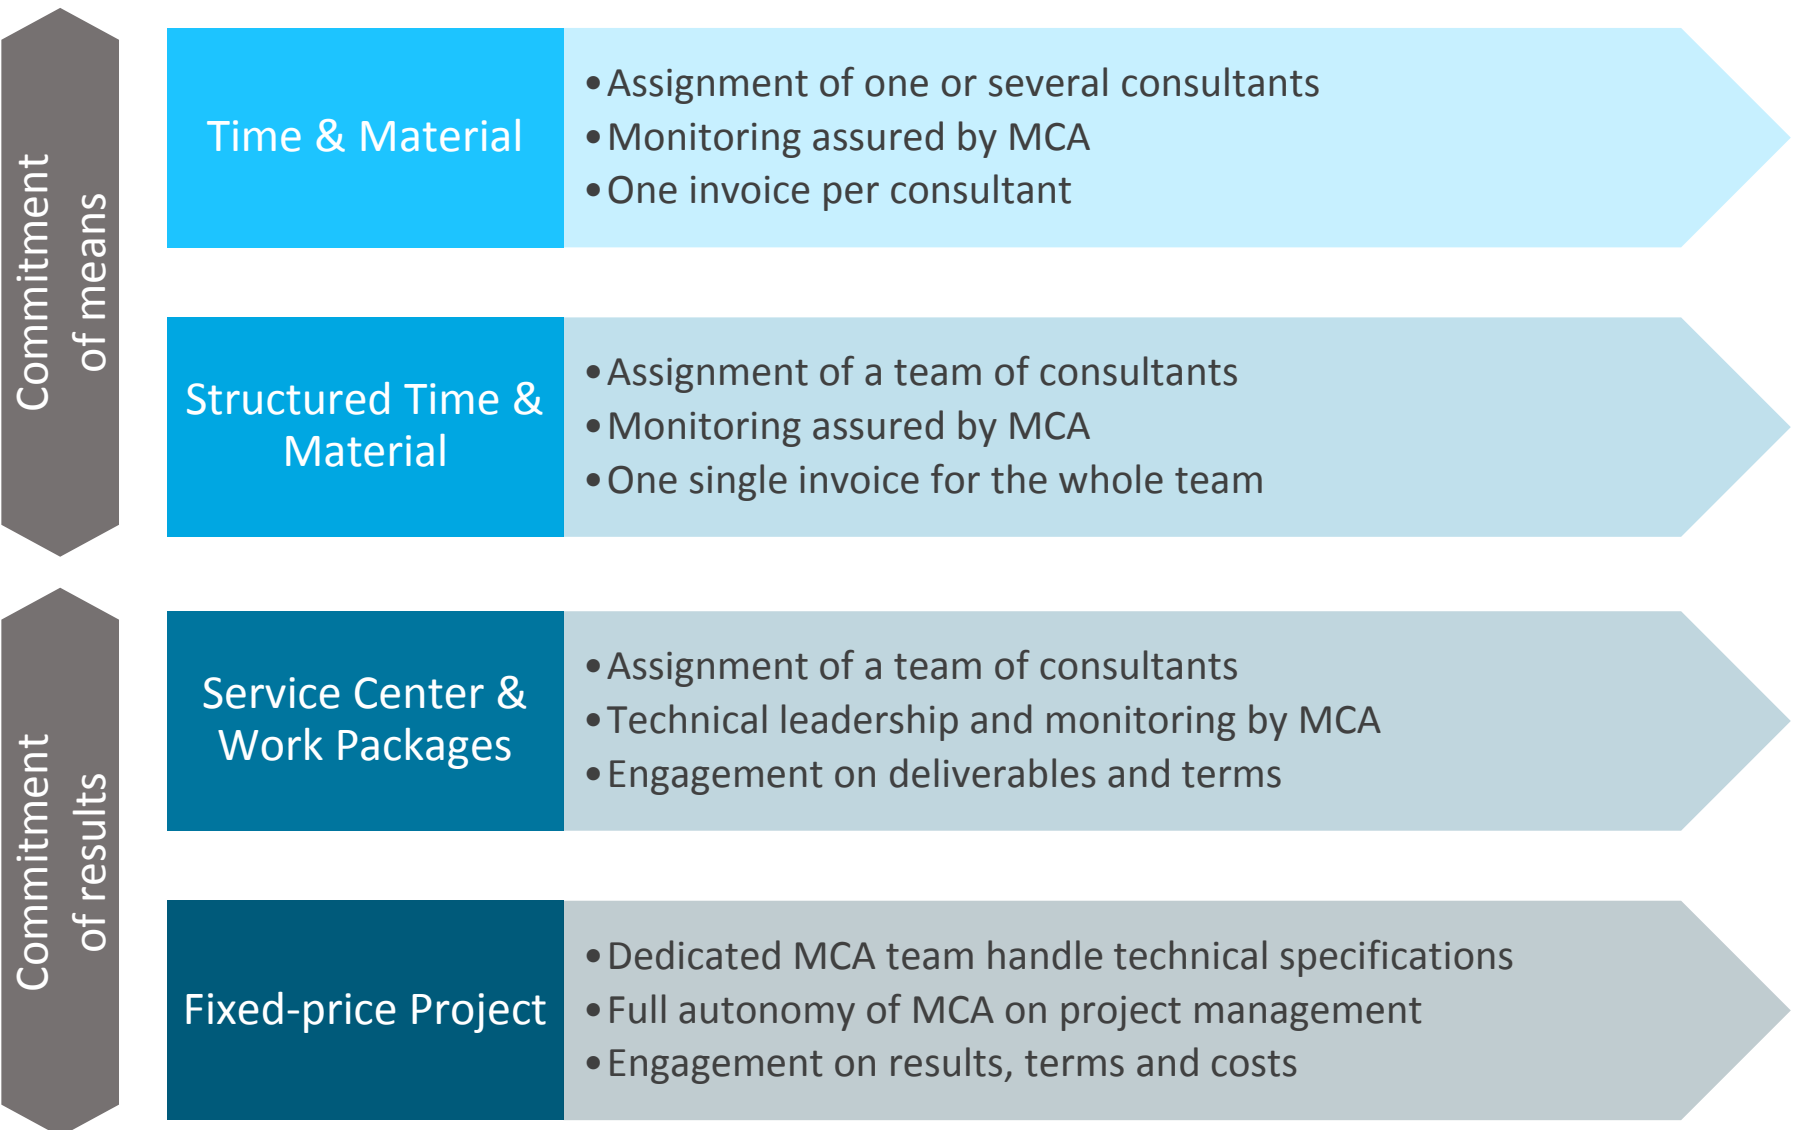 Commitment
of means
Time & Material
•Assignment of one or several consultants
•Monitoring assured by MCA
•One invoice per consultant
Structured Time &
Material
•Assignment of a team of consultants
•Monitoring assured by MCA
•One single invoice for the whole team
Commitment
of results
Service Center &
Work Packages
•Assignment of a team of consultants
•Technical leadership and monitoring by MCA
•Engagement on deliverables and terms
Fixed-price Project
•Dedicated MCA team handle technical specifications
•Full autonomy of MCA on project management
•Engagement on results, terms and costs